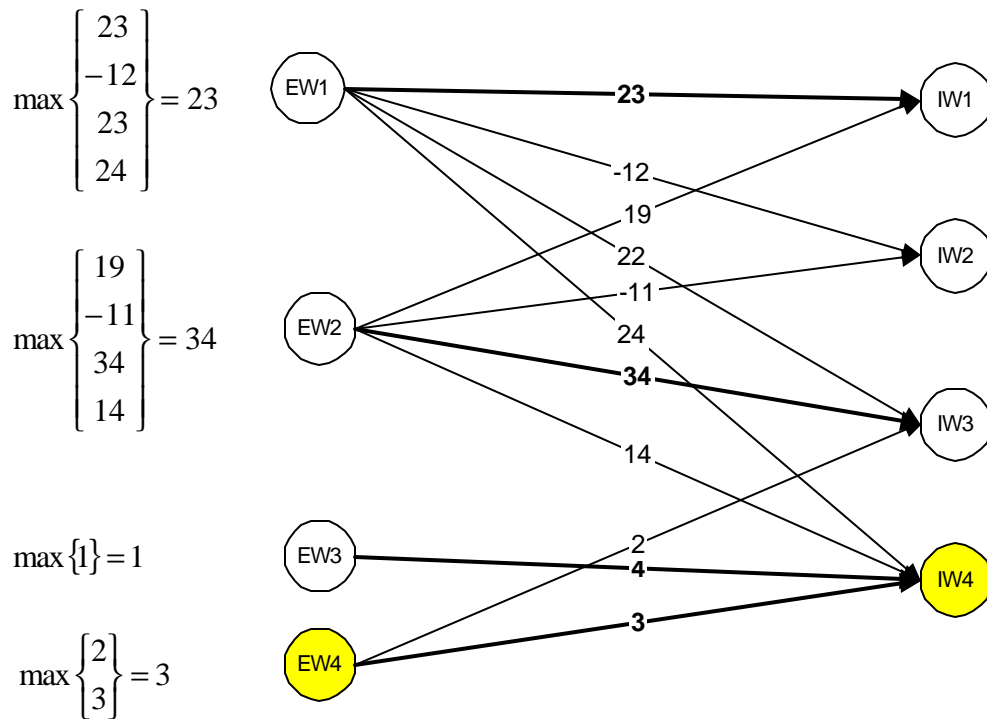 max { 23 −12 23 24 } = 23
max { 19 −11 34 14 } = 34
max {1} = 1
max { 2 3 } = 3
EW1
EW2
EW3
EW4
23
-12
19
22
-11
24
34
14
2
4
3
IW1
IW2
IW3
IW4